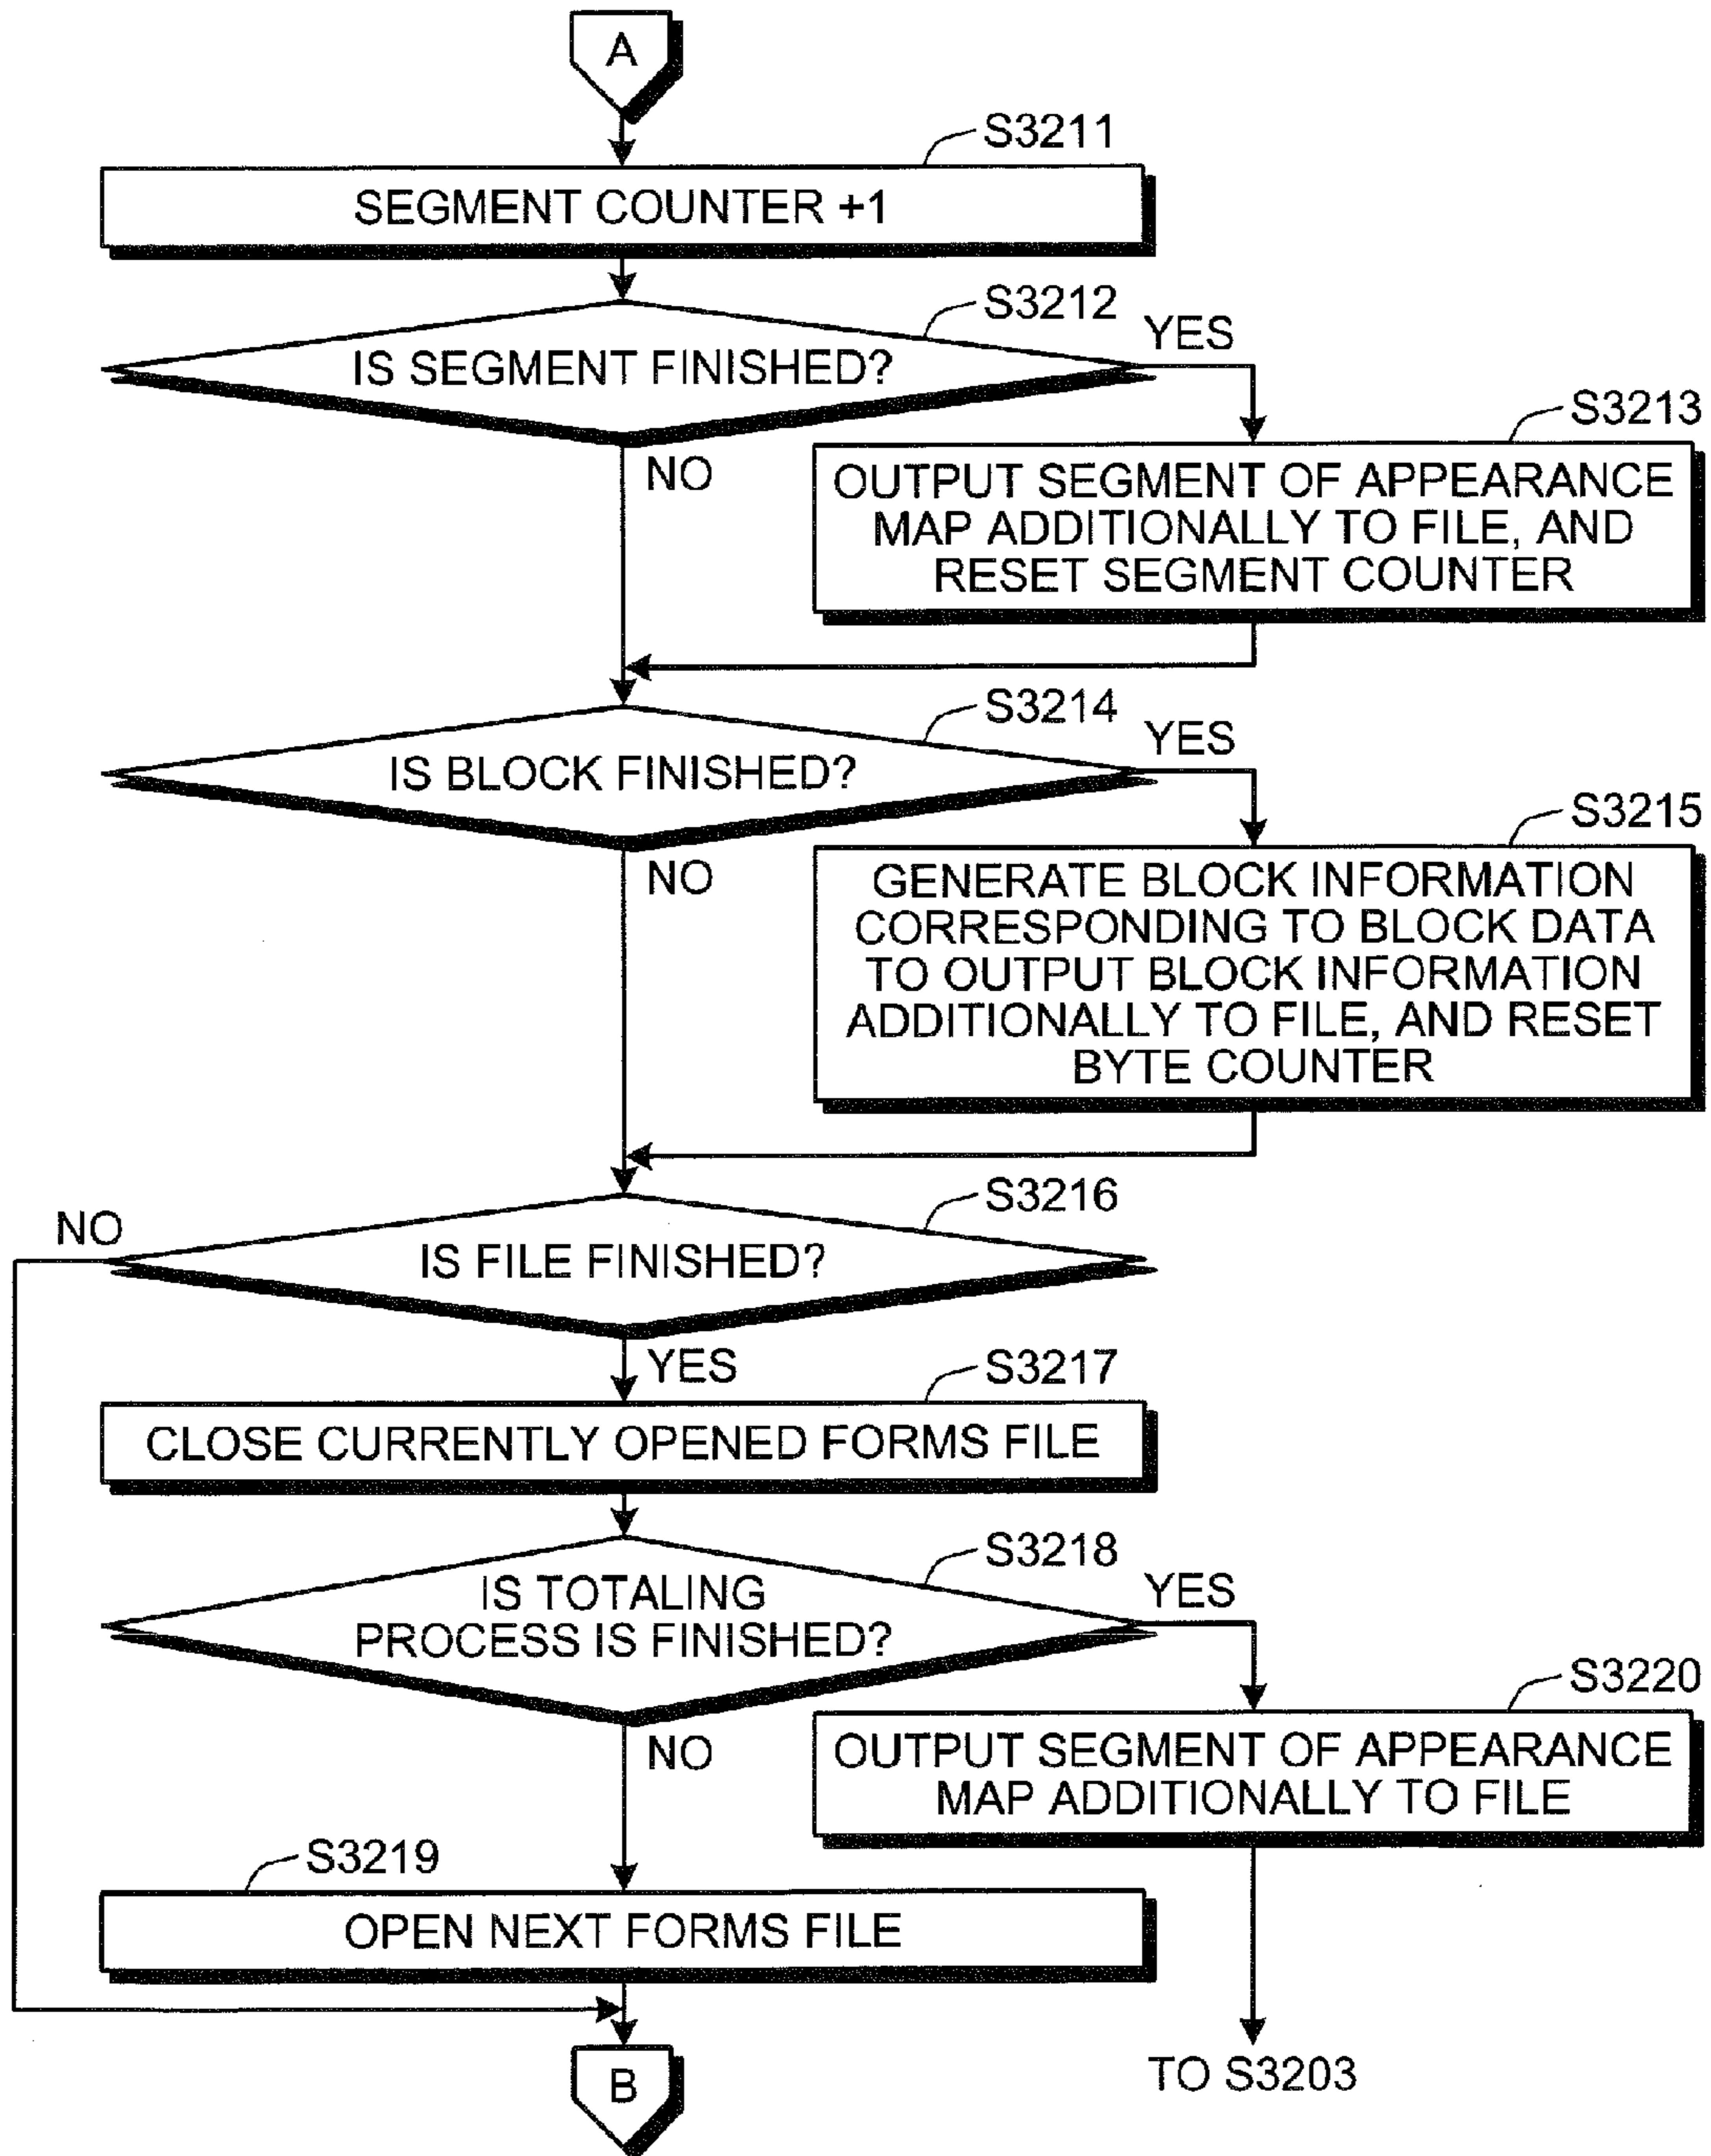 A
S3211
SEGMENT COUNTER +1
S3212
IS SEGMENT FINISHED?
YES
NO
S3213
OUTPUT SEGMENT OF APPEARANCE
MAP ADDITIONALLY TO FILE, AND
RESET SEGMENT COUNTER
S3214
IS BLOCK FINISHED?
YES
NO
S3215
GENERATE BLOCK INFORMATION
CORRESPONDING TO BLOCK DATA
TO OUTPUT BLOCK INFORMATION
ADDITIONALLY TO FILE, AND RESET
BYTE COUNTER
S3216
NO
IS FILE FINISHED?
YES
S3217
CLOSE CURRENTLY OPENED FORMS FILE
S3218
IS TOTALING
PROCESS IS FINISHED?
YES
NO
S3220
OUTPUT SEGMENT OF APPEARANCE
MAP ADDITIONALLY TO FILE
S3219
OPEN NEXT FORMS FILE
TO S3203
B